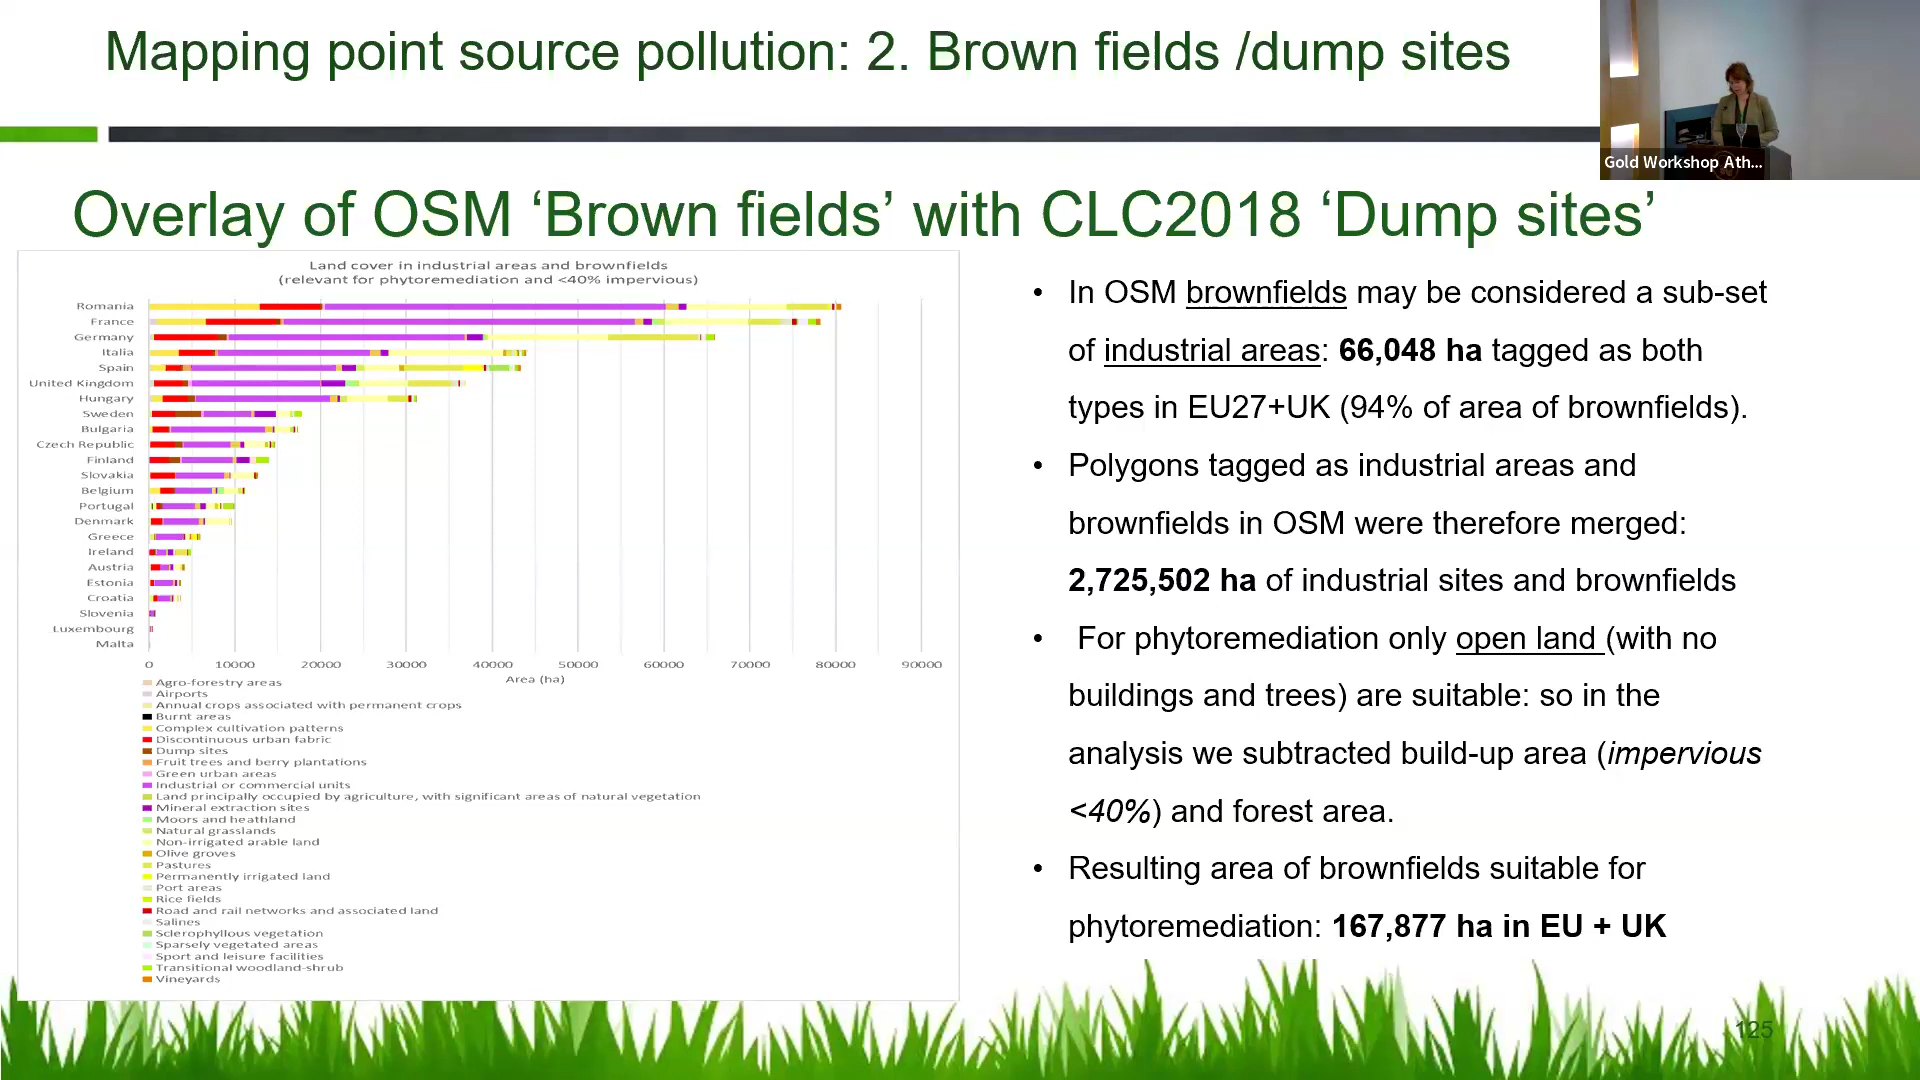 Mapping point source pollution: 2. Brown fields /dump sites
Gold Workshop Ath...
Overlay of OSM ‘Brown fields’ with CLC2018 ‘Dump sites’
Land cover in industrial areas and brownfields
(relevant for phytoremediation and <40% impervious)
Romania
France
Germany
Italia
Spain
United Kingdom
Hungary
Sweden
Bulgaria
Czech Republic
Finland
Slovakia
Belgium
Portugal
Denmark
Greece
Ireland
Austria
Estonia
Croatia
Slovenia
Luxembourg
Malta
0 10000 20000 30000 40000 50000 60000 70000 80000 90000
Area (ha)
Agro-forestry areas
Airports
Annual crops associated with permanent crops
Burnt areas
Complex cultivation patterns
Discontinuous urban fabric
Dump sites
Fruit trees and berry plantations
Green urban areas
Industrial or commercial units
Land principally occupied by agriculture, with significant areas of natural vegetation
Mineral extraction sites
Moors and heathland
Natural grasslands
Non-irrigated arable land
Olive groves
Pastures
Permanently irrigated land
Port areas
Rice fields
Road and rail networks and associated land
Salines
Sclerophyllous vegetation
Sparsely vegetated areas
Sport and leisure facilities
Transitional woodland-shrub
Vineyards
• In OSM brownfields may be considered a sub-set
of industrial areas: 66,048 ha tagged as both
types in EU27+UK (94% of area of brownfields).
• Polygons tagged as industrial areas and
brownfields in OSM were therefore merged:
2,725,502 ha of industrial sites and brownfields
• For phytoremediation only open land (with no
buildings and trees) are suitable: so in the
analysis we subtracted build-up area (impervious
<40%) and forest area.
• Resulting area of brownfields suitable for
phytoremediation: 167,877 ha in EU + UK
125